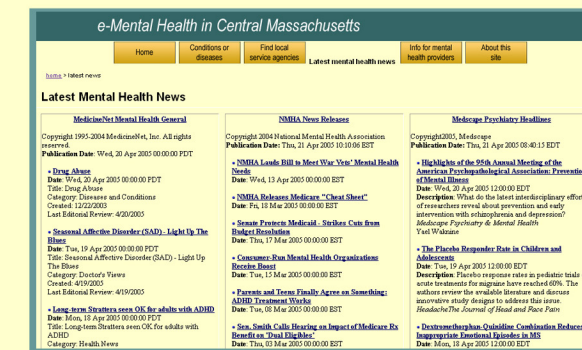 e-Mental Health in Central Massachusetts
Home
Conditions or
diseases
Find local
service agencies
Latest mental health news
Info for mental
health providers
About this
site
home > latest news
Latest Mental Health News
MedicineNet Mental Health General
Copyright 1995-2004 MedicineNet, Inc. All rights
reserved.
Publication Date: Wed, 20 Apr 2005 00:00:00 PDT
• Drug Abuse
Date: Wed, 20 Apr 2005 00:00:00 PDT
Title: Drug Abuse
Category: Diseases and Conditions
Created: 12/22/2003
Last Editorial Review: 4/20/2005
• Seasonal Affective Disorder (SAD) - Light Up The
Blues
Date: Tue, 19 Apr 2005 00:00:00 PDT
Title: Seasonal Affective Disorder (SAD) - Light Up
The Blues
Category: Doctor's Views
Created: 4/19/2005
Last Editorial Review: 4/19/2005
• Long-term Strattera seen OK for adults with ADHD
Date: Mon, 18 Apr 2005 00:00:00 PDT
Title: Long-term Strattera seen OK for adults with
ADHD
Category: Health News
NMHA News Releases
Copyright 2004 National Mental Health Association
Publication Date: Thu, 21 Apr 2005 10:10:06 EST
• NMHA Lauds Bill to Meet War Vets' Mental Health
Needs
Date: Wed, 13 Apr 2005 00:00:00 EST
• NMHA Releases Medicare "Cheat Sheet"
Date: Fri, 18 Mar 2005 00:00:00 EST
• Senate Protects Medicaid - Strikes Cuts from
Budget Resolution
Date: Thu, 17 Mar 2005 00:00:00 EST
• Consumer-Run Mental Health Organizations
Receive Boost
Date: Tue, 15 Mar 2005 00:00:00 EST
• Parents and Teens Finally Agree on Something:
ADHD Treatment Works
Date: Tue, 08 Mar 2005 00:00:00 EST
• Sen. Smith Calls Hearing on Impact of Medicare Rx
Benefit on 'Dual Eligibles'
Date: Thu, 03 Mar 2005 00:00:00 EST
Medscape Psychiatry Headlines
Copyright2005, Medscape
Publication Date: Thu, 21 Apr 2005 08:40:15 EDT
• Highlights of the 95th Annual Meeting of the
American Psychopathological Association: Preventio
of Mental Illness
Date: Wed, 20 Apr 2005 12:00:00 EDT
Description: What do the latest interdisciplinary effort
of researchers reveal about prevention and early
intervention with schizophrenia and depression?
Medscape Psychiatry & Mental Health
Yael Waknine
• The Placebo Responder Rate in Children and
Adolescents
Date: Tue, 19 Apr 2005 12:00:00 EDT
Description: Placebo response rates in pediatric trials
acute treatments for migraine have reached 60%. The
authors review the available literature and discuss
innovative study designs to address this issue.
HeadacheThe Journal of Head and Face Pain
• Dextromethorphan-Quinidine Combination Reduces
Inappropriate Emotional Episodes in MS
Date: Mon, 18 Apr 2005 12:00:00 EDT